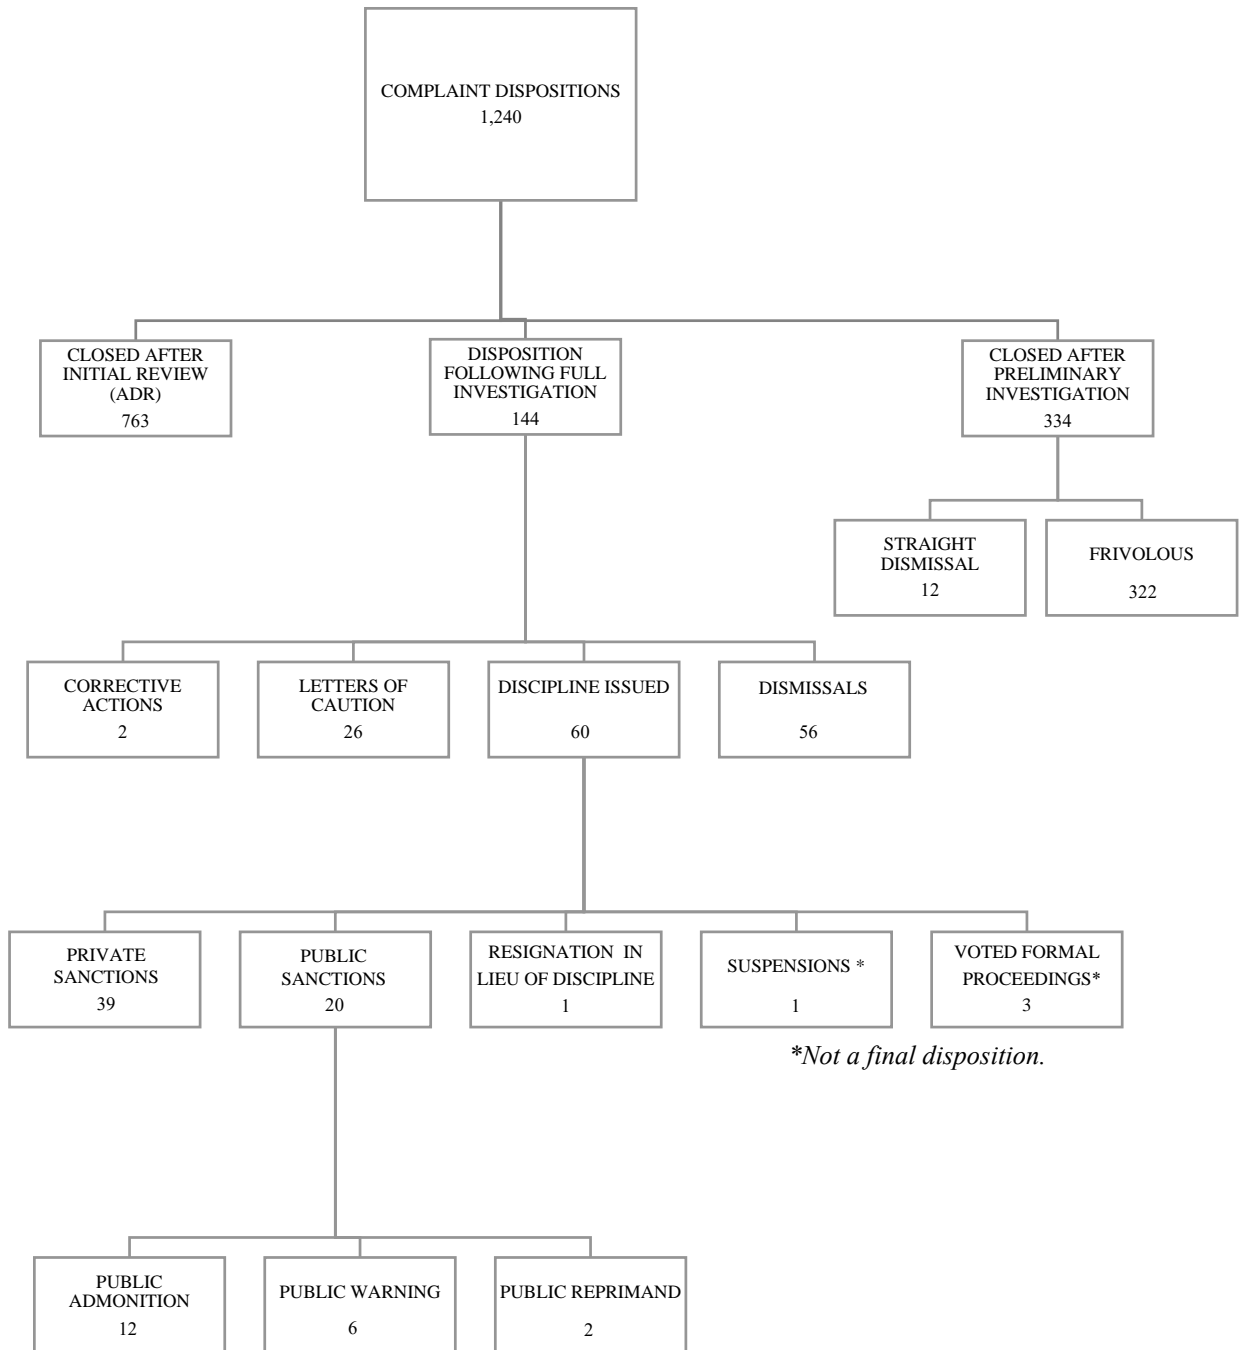 COMPLAINT DISPOSITIONS
1,240
CLOSED AFTER
INITIAL REVIEW
(ADR)
763
DISPOSITION
FOLLOWING FULL
INVESTIGATION
144
CLOSED AFTER
PRELIMINARY
INVESTIGATION
334
STRAIGHT
DISMISSAL
12
FRIVOLOUS
322
CORRECTIVE
ACTIONS
2
LETTERS OF
CAUTION
26
DISCIPLINE ISSUED
60
DISMISSALS
56
PRIVATE
SANCTIONS
39
PUBLIC
SANCTIONS
20
RESIGNATION IN
LIEU OF DISCIPLINE
1
SUSPENSIONS *
1
VOTED FORMAL
PROCEEDINGS*
3
*Not a final disposition.
PUBLIC
ADMONITION
12
PUBLIC WARNING
6
PUBLIC REPRIMAND
2